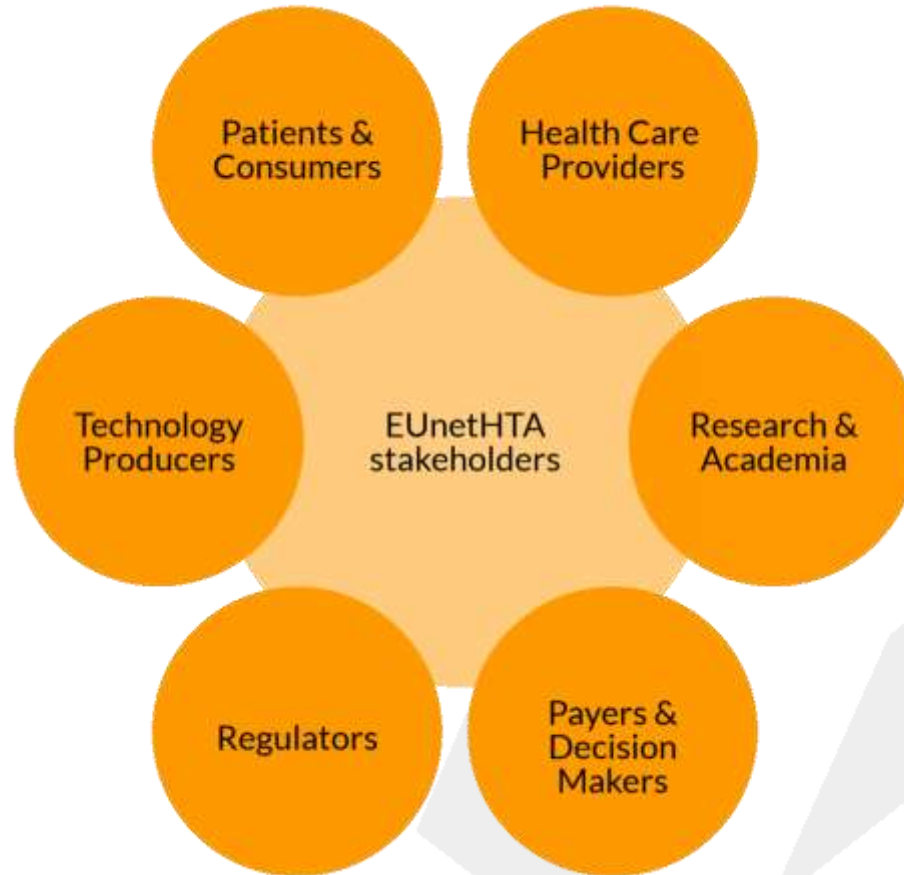 Patients &
Consumers
Health Care
Providers
Technology
Producers
EUnetHTA
stakeholders
Research &
Academia
Regulators
Payers &
Decision
Makers